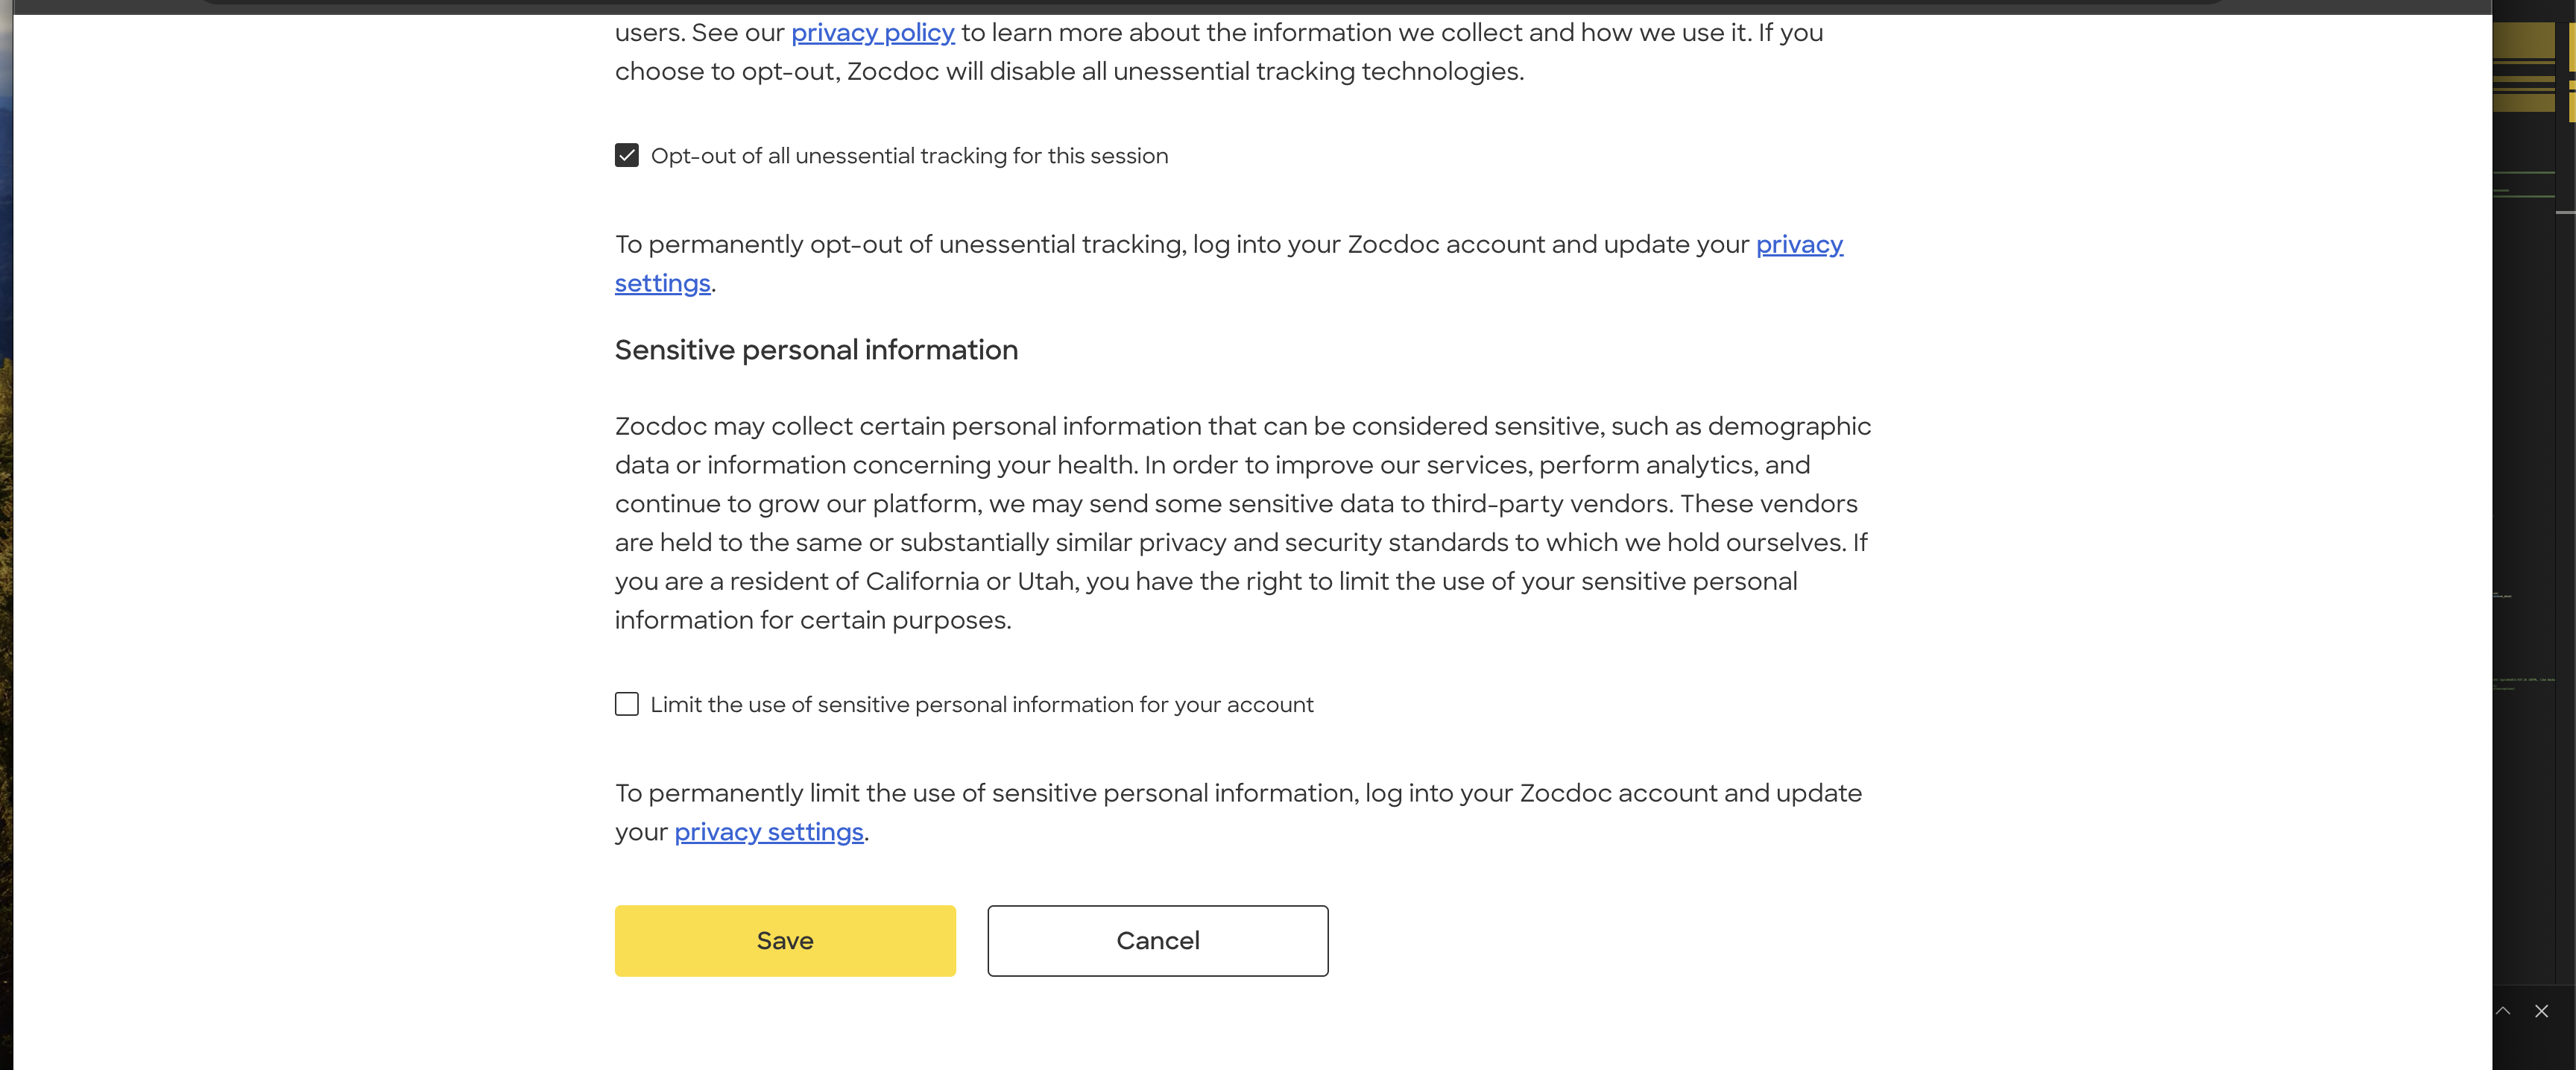 users. See our privacy policy to learn more about the information we collect and how we use it. If you
choose to opt-out, Zocdoc will disable all unessential tracking technologies.
Opt-out of all unessential tracking for this session
To permanently opt-out of unessential tracking, log into your Zocdoc account and update your privacy
settings.
Sensitive personal information
Zocdoc may collect certain personal information that can be considered sensitive, such as demographic
data or information concerning your health. In order to improve our services, perform analytics, and
continue to grow our platform, we may send some sensitive data to third-party vendors. These vendors
are held to the same or substantially similar privacy and security standards to which we hold ourselves. If
you are a resident of California or Utah, you have the right to limit the use of your sensitive personal
information for certain purposes.
Limit the use of sensitive personal information for your account
To permanently limit the use of sensitive personal information, log into your Zocdoc account and update
your privacy settings.
Save
Cancel